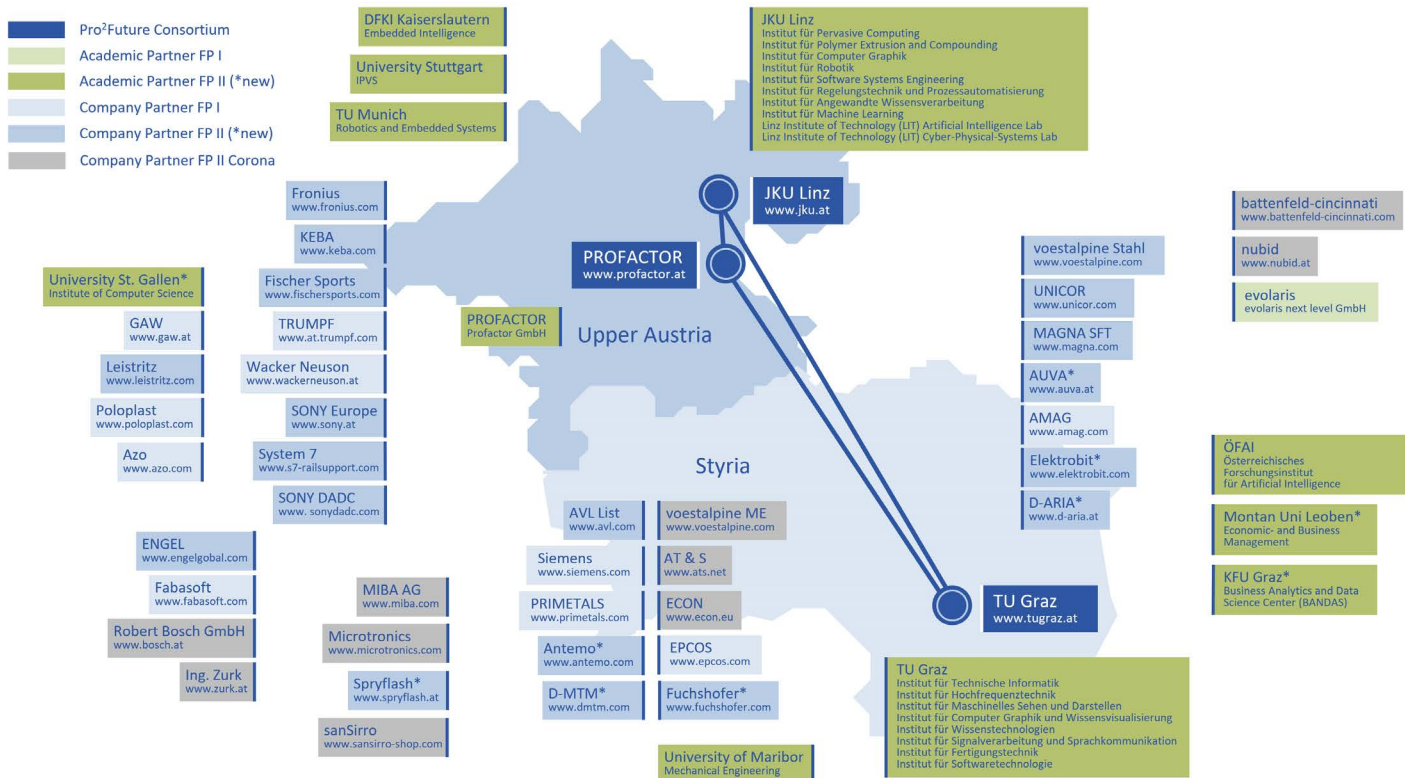 Pro²Future Consortium
Academic Partner FP I
Academic Partner FP II (*new)
Company Partner FP I
Company Partner FP II (*new)
Company Partner FP II Corona
DFKI Kaiserslautern
Embedded Intelligence
University Stuttgart
IPVS
TU Munich
Robotics and Embedded Systems
JKU Linz
Institut für Pervasive Computing
Institut für Polymer Extrusion and Compounding
Institut für Computer Graphik
Institut für Robotik
Institut für Software Systems Engineering
Institut für Regelungstechnik und Prozessautomatisierung
Institut für Angewandte Wissensverarbeitung
Institut für Machine Learning
Linz Institute of Technology (LIT) Artificial Intelligence Lab
Linz Institute of Technology (LIT) Cyber-Physical-Systems Lab
JKU Linz
www.jku.at
PROFACTOR
www.profactor.at
PROFACTOR
Profactor GmbH
Upper Austria
Styria
TU Graz
www.tugraz.at
Fronius
www.fronius.com
KEBA
www.keba.com
Fischer Sports
www.fischersports.com
TRUMPF
www.at.trumpf.com
Wacker Neuson
www.wackerneuson.at
SONY Europe
www.sony.at
System 7
www.s7-railsupport.com
SONY DADC
www. sonydadc.com
University St. Gallen*
Institute of Computer Science
GAW
www.gaw.at
Leistritz
www.leistritz.com
Poloplast
www.poloplast.com
Azo
www.azo.com
ENGEL
www.engelgobal.com
Fabasoft
www.fabasoft.com
Robert Bosch GmbH
www.bosch.at
Ing. Zurk
www.zurk.at
MIBA AG
www.miba.com
Microtronics
www.microtronics.com
Spryflash*
www.spryflash.at
sanSirro
www.sansirro-shop.com
AVL List
www.avl.com
Siemens
www.siemens.com
PRIMETALS
www.primetals.com
Antemo*
www.antemo.com
D-MTM*
www.dmtm.com
voestalpine ME
www.voestalpine.com
AT & S
www.ats.net
ECON
www.econ.eu
EPCOS
www.epcos.com
Fuchshofer*
www.fuchshofer.com
University of Maribor
Mechanical Engineering
voestalpine Stahl
www.voestalpine.com
UNICOR
www.unicor.com
MAGNA SFT
www.magna.com
AUVA*
www.auva.at
AMAG
www.amag.com
Elektrobit*
www.elektrobit.com
D-ARIA*
www.d-aria.at
battenfeld-cincinnati
www.battenfeld-cincinnati.com
nubid
www.nubid.at
evolaris
evolaris next level GmbH
ÖFAI
Österreichisches
Forschungsinstitut
für Artificial Intelligence
Montan Uni Leoben*
Economic- and Business
Management
KFU Graz*
Business Analytics and Data
Science Center (BANDAS)
TU Graz
Institut für Technische Informatik
Institut für Hochfrequenztechnik
Institut für Maschinelles Sehen und Darstellen
Institut für Computer Graphik und Wissensvisualisierung
Institut für Wissenstechnologien
Institut für Signalverarbeitung und Sprachkommunikation
Institut für Fertigungstechnik
Institut für Softwaretechnologie